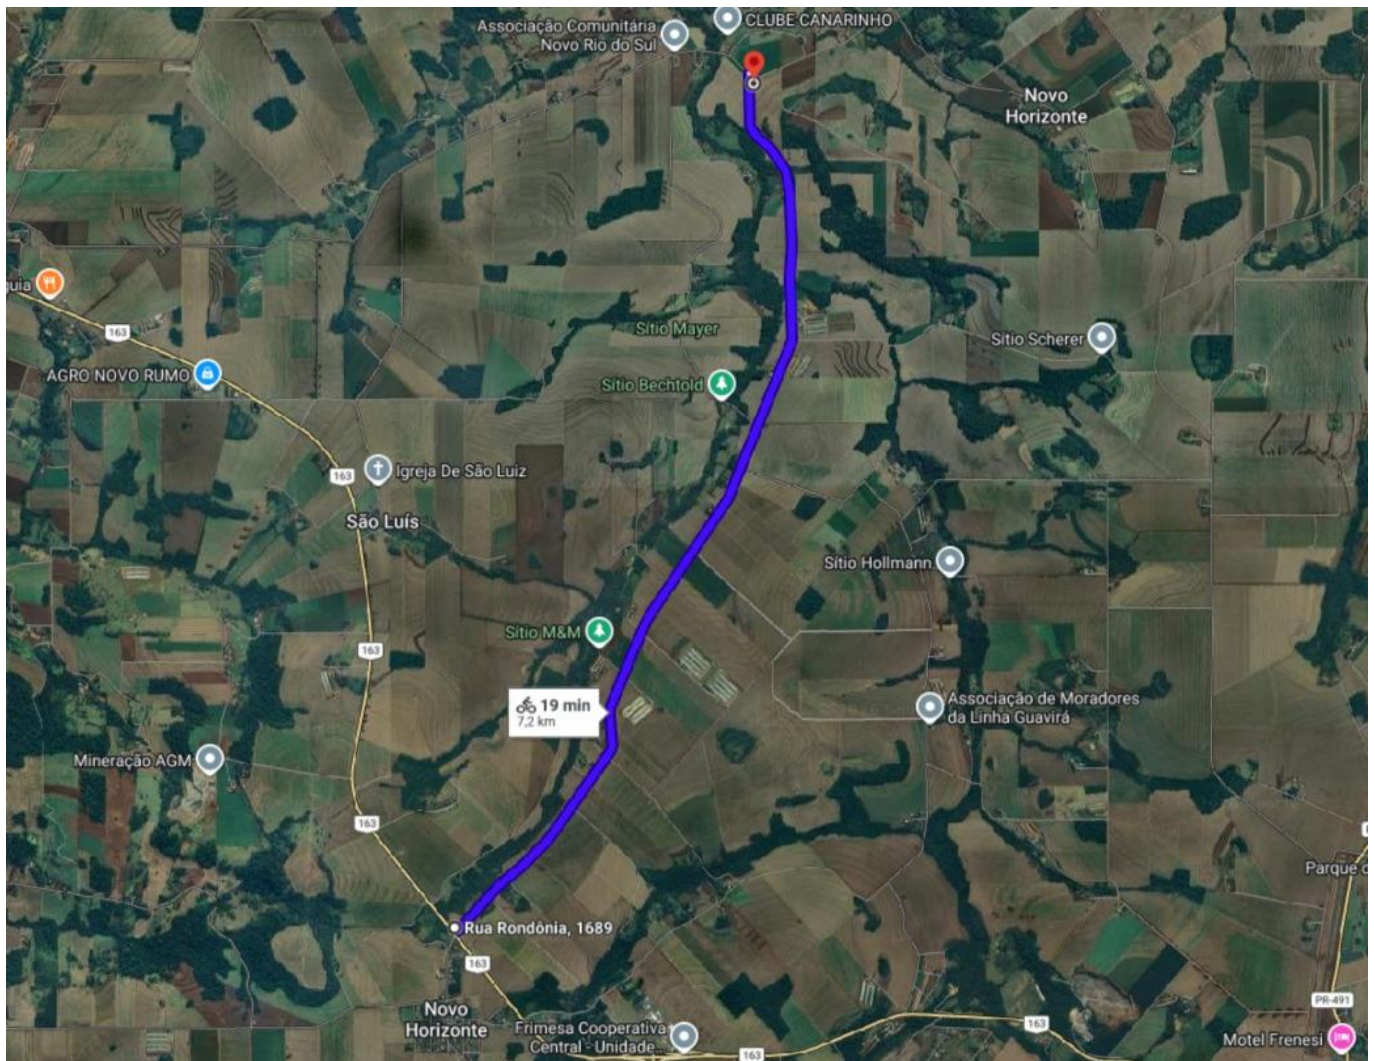 CLUBE CANARINHO
Associação Comunitária
Novo Rio do Sul
Novo
Horizonte
guia
163
Sítio Mayer
Sítio Scherer
AGRO NOVO RUMO
Sítio Bechtold
163
Igreja De São Luiz
São Luís
Sítio Hollmann
Sítio M&M
163
19 min
7,2 km
Associação de Moradores
da Linha Guavirá
Mineração AGM
163
Parque d
Rua Rondônia, 1689
163
Novo
Horizonte
Frimesa Cooperativa
Central - Unidade...
163
163
PR-491
Motel Frenesi